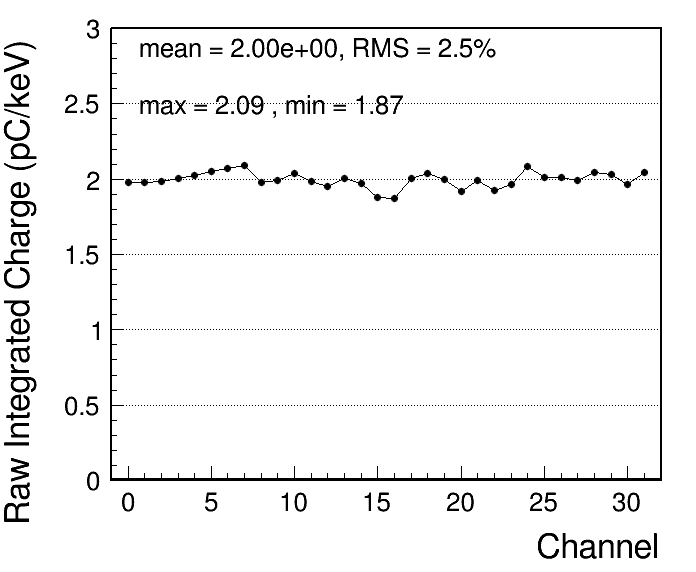 mean = 2.00e+00, RMS = 2.5%
max = 2.09 , min = 1.87
Raw Integrated Charge (pC/keV)
3
2.5
2
1.5
1
0.5
0
0 5 10 15 20 25 30
Channel